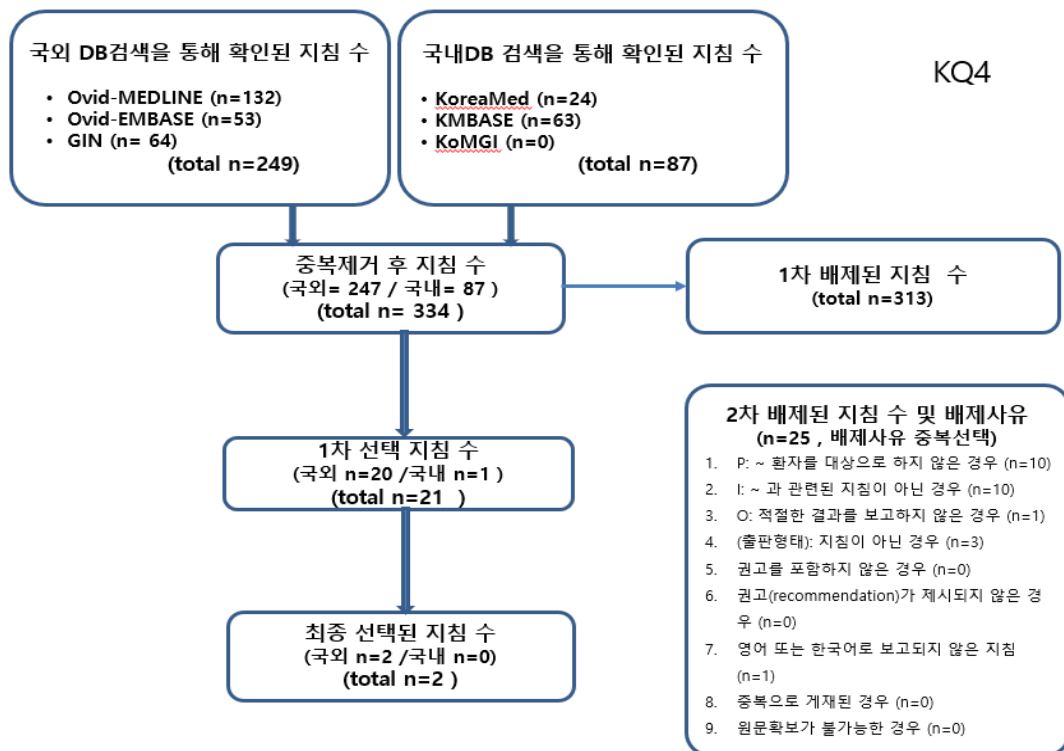 국외 DB검색을 통해 확인된 지침 수
• Ovid-MEDLINE (n=132)
• Ovid-EMBASE (n=53)
• GIN (n= 64)
(total n=249)
국내DB 검색을 통해 확인된 지침 수
• KoreaMed (n=24)
• KMBASE (n=63)
• KoMGI (n=0)
(total n=87)
KQ4
중복제거 후 지침 수
(국외= 247 / 국내= 87 )
(total n= 334 )
1차 배제된 지침 수
(total n=313)
1차 선택 지침 수
(국외 n=20 /국내 n=1 )
(total n=21 )
2차 배제된 지침 수 및 배제사유
(n=25 , 배제사유 중복선택)
1. P: ~ 환자를 대상으로 하지 않은 경우 (n=10)
2. I: ~ 과 관련된 지침이 아닌 경우 (n=10)
3. O: 적절한 결과를 보고하지 않은 경우 (n=1)
4. (출판형태): 지침이 아닌 경우 (n=3)
5. 권고를 포함하지 않은 경우 (n=0)
6. 권고(recommendation)가 제시되지 않은 경
우 (n=0)
7. 영어 또는 한국어로 보고되지 않은 지침
(n=1)
8. 중복으로 게재된 경우 (n=0)
9. 원문확보가 불가능한 경우 (n=0)
최종 선택된 지침 수
(국외 n=2 /국내 n=0)
(total n=2 )